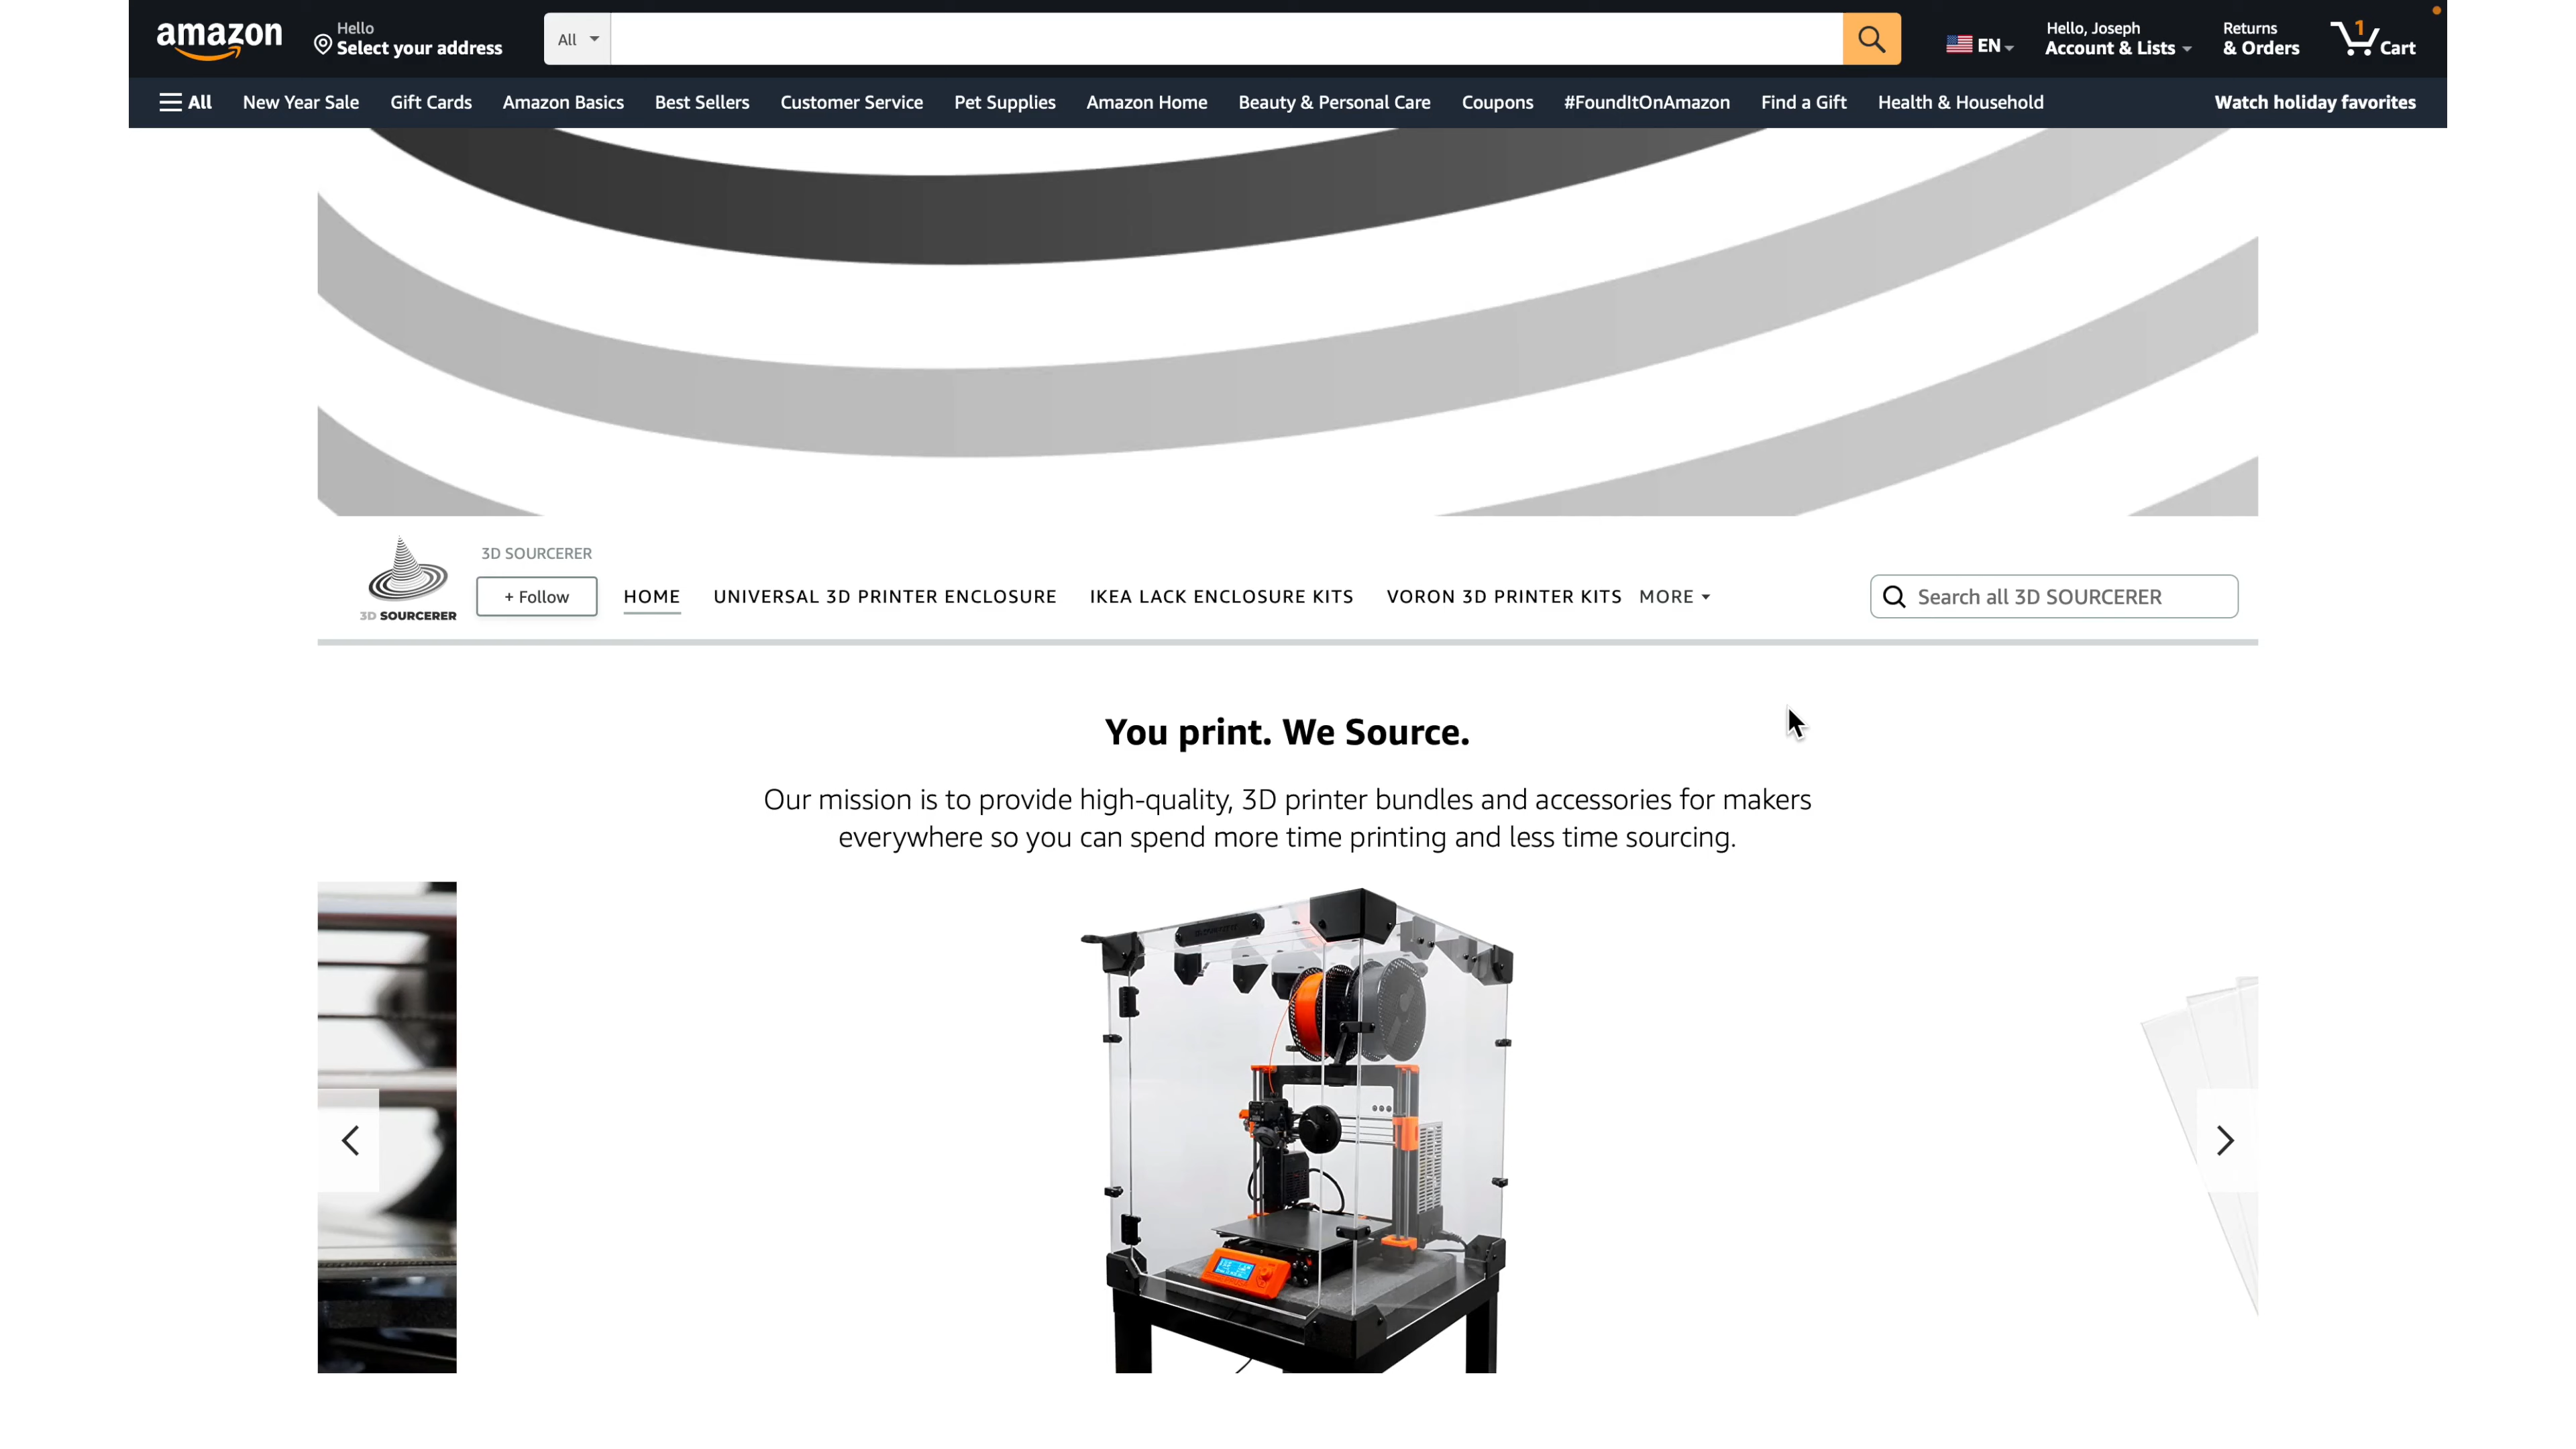 amazon
Hello
Select your address
All
EN
Hello, Joseph
Account & Lists
Returns
& Orders
1
Cart
All New Year Sale Gift Cards Amazon Basics Best Sellers Customer Service Pet Supplies Amazon Home Beauty & Personal Care Coupons #FoundItOnAmazon Find a Gift Health & Household Watch holiday favorites
3D SOURCERER
3D SOURCERER
+ Follow
HOME UNIVERSAL 3D PRINTER ENCLOSURE IKEA LACK ENCLOSURE KITS VORON 3D PRINTER KITS MORE
Search all 3D SOURCERER
You print. We Source.
Our mission is to provide high-quality, 3D printer bundles and accessories for makers
everywhere so you can spend more time printing and less time sourcing.